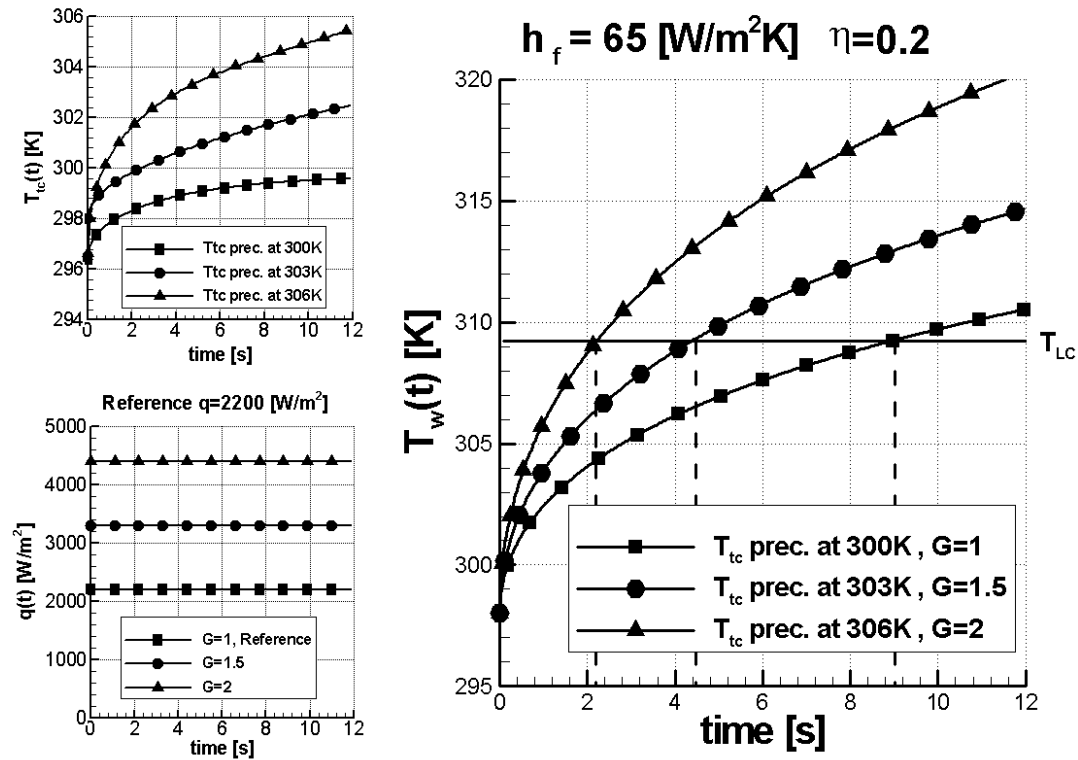 306
304
302
300
298
296
294
T_tc(t) [K]
Ttc prec. at 300K
Ttc prec. at 303K
Ttc prec. at 306K
0 2 4 6 8 10 12
time [s]
Reference q=2200 [W/m²]
5000
4000
3000
2000
1000
0
q(t) [W/m²]
G=1, Reference
G=1.5
G=2
0 2 4 6 8 10 12
time [s]
h_f = 65 [W/m²K] η=0.2
320
315
310
305
300
295
T_w(t) [K]
T_LC
T_tc prec. at 300K , G=1
T_tc prec. at 303K , G=1.5
T_tc prec. at 306K , G=2
0 2 4 6 8 10 12
time [s]